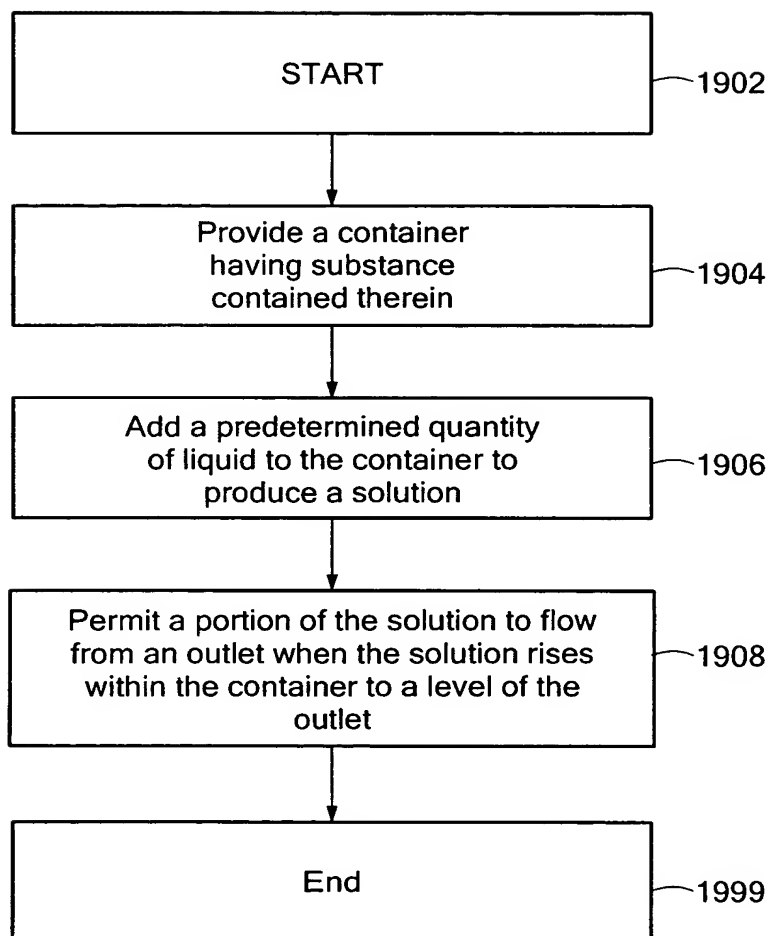 START
1902
Provide a container
having substance
contained therein
1904
Add a predetermined quantity
of liquid to the container to
produce a solution
1906
Permit a portion of the solution to flow
from an outlet when the solution rises
within the container to a level of the
outlet
1908
End
1999